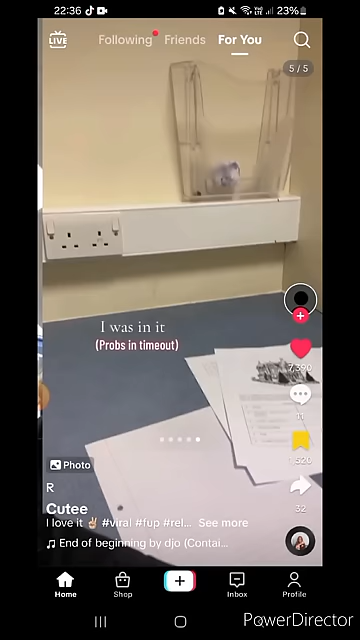 22:36
23%
LIVE
Following Friends For You
5 / 5
I was in it
(Probs in timeout)
7,390
11
1,520
32
Photo
R
Cutee
I love it ✌🏼 #viral #fup #rel... See more
♫ End of beginning by djo (Contai...
Home Shop Inbox Profile
PowerDirector